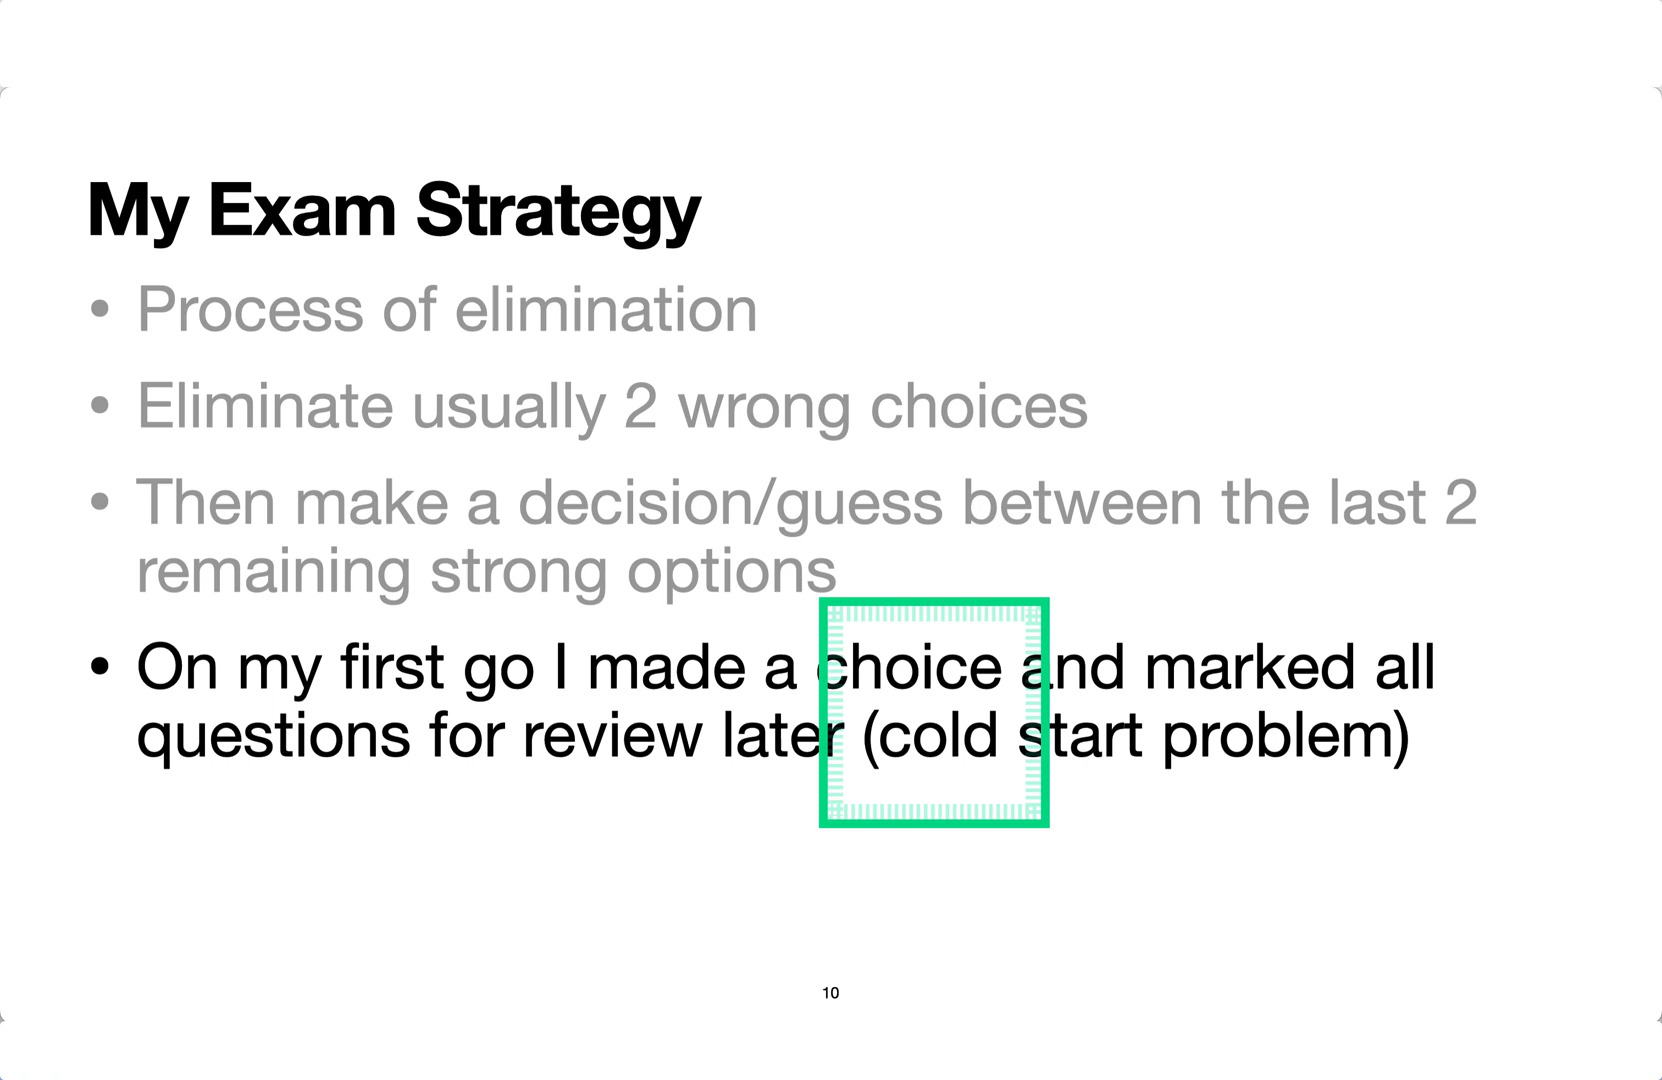 My Exam Strategy
• Process of elimination
• Eliminate usually 2 wrong choices
• Then make a decision/guess between the last 2
remaining strong options
• On my first go I made a choice and marked all
questions for review later (cold start problem)
10